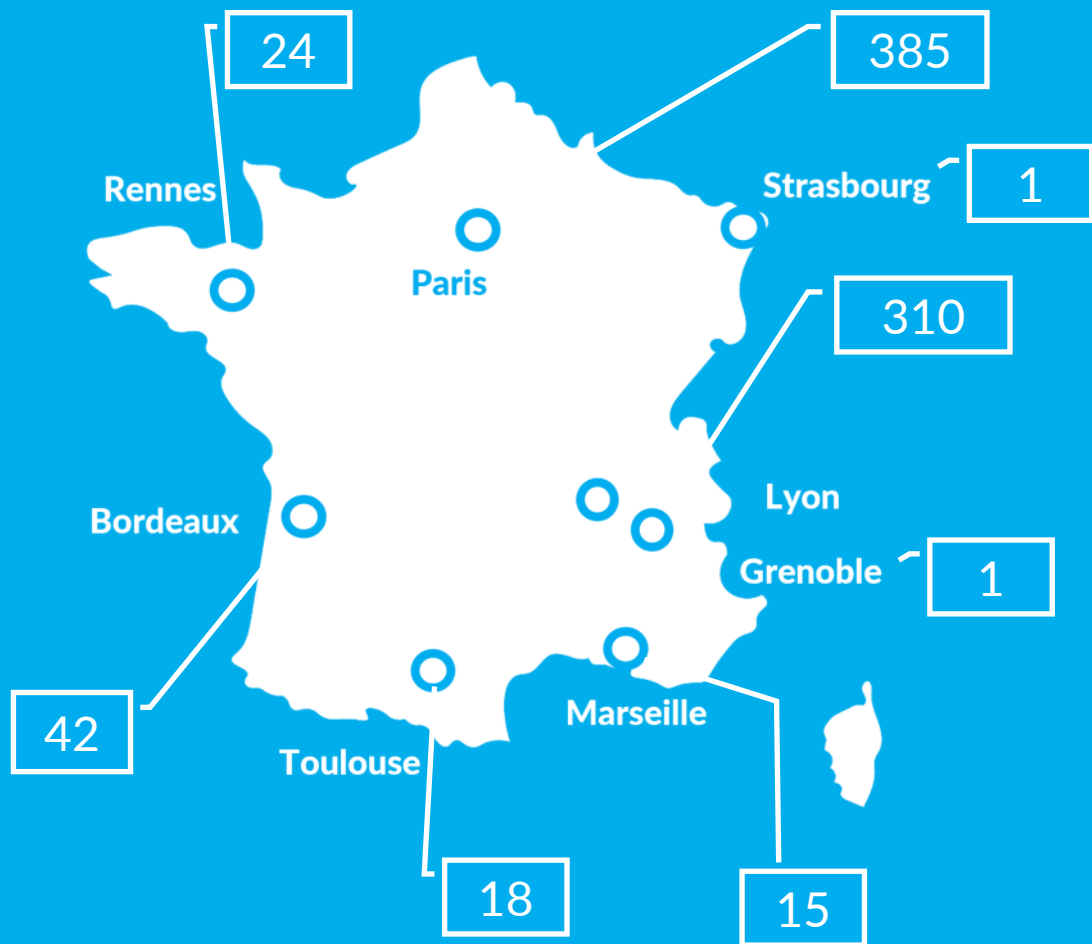 24
385
Rennes
Strasbourg
1
Paris
310
Lyon
Bordeaux
Grenoble
1
42
Marseille
Toulouse
18
15